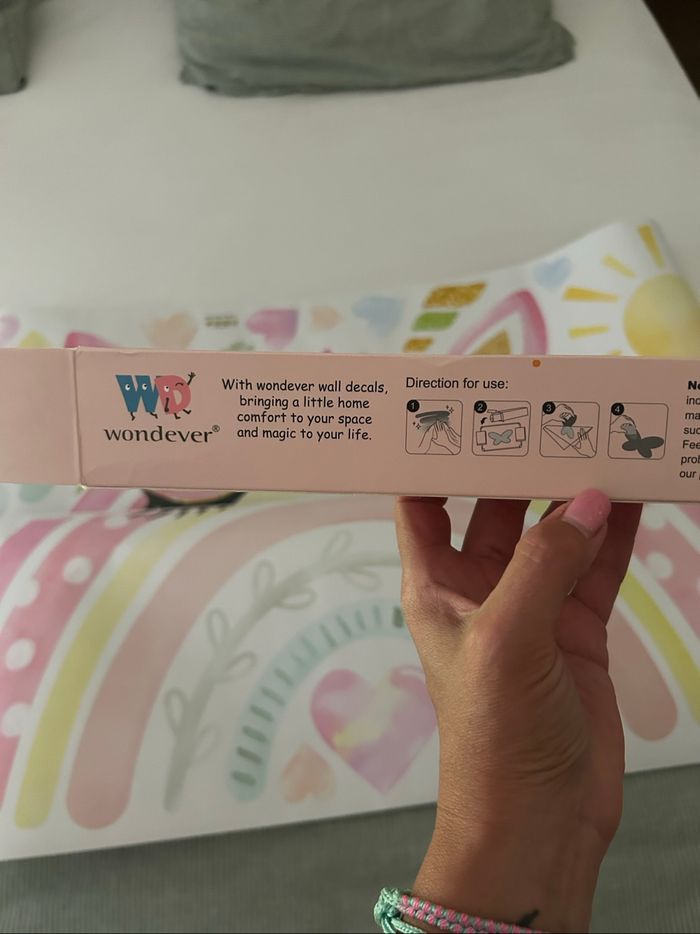 WD
wondever®
With wondever wall decals,
bringing a little home
comfort to your space
and magic to your life.
Direction for use:
1 2 3 4